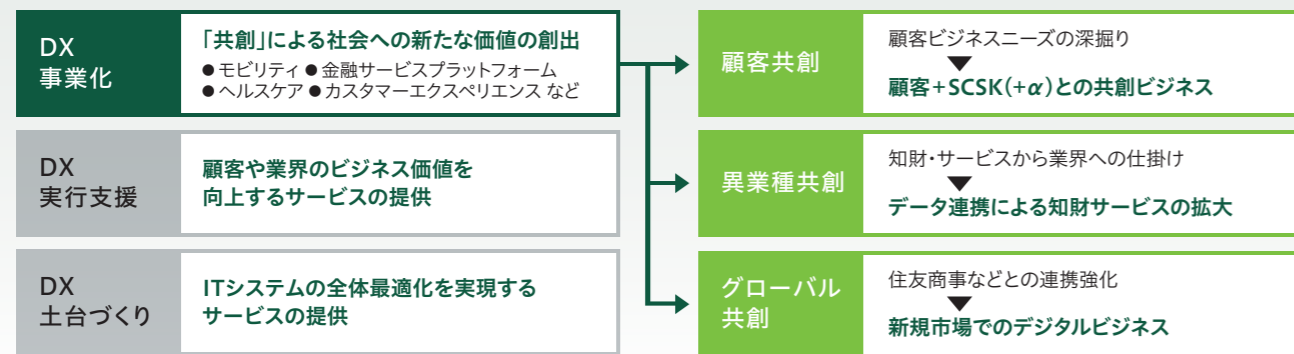 DX
事業化
「共創」による社会への新たな価値の創出
●モビリティ ●金融サービスプラットフォーム
●ヘルスケア ●カスタマーエクスペリエンス など
DX
実行支援
顧客や業界のビジネス価値を
向上するサービスの提供
DX
土台づくり
ITシステムの全体最適化を実現する
サービスの提供
顧客共創
顧客ビジネスニーズの深掘り
顧客+SCSK(+α)との共創ビジネス
異業種共創
知財・サービスから業界への仕掛け
データ連携による知財サービスの拡大
グローバル
共創
住友商事などとの連携強化
新規市場でのデジタルビジネス